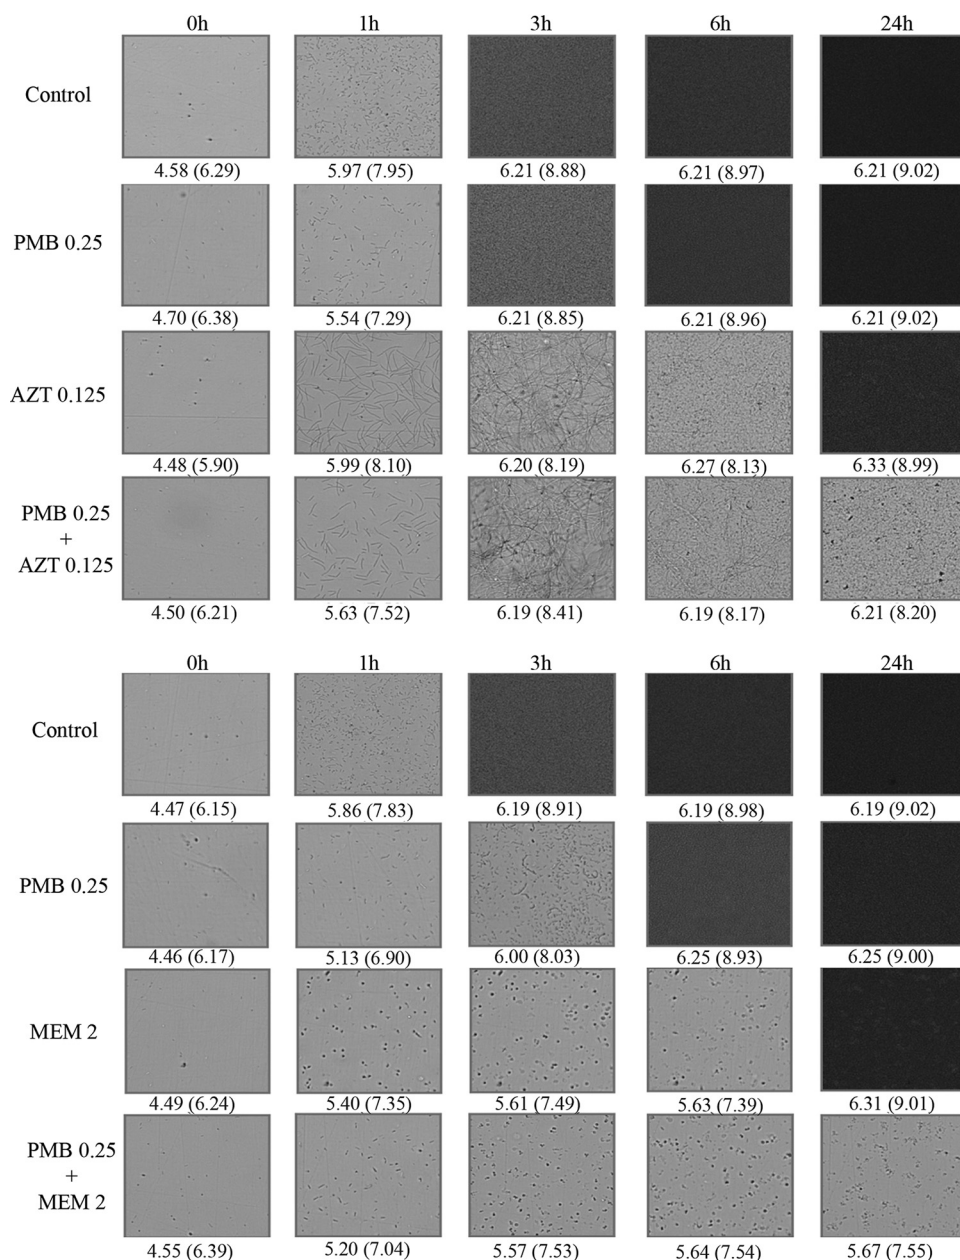 0h 1h 3h 6h 24h
Control
4.58 (6.29) 5.97 (7.95) 6.21 (8.88) 6.21 (8.97) 6.21 (9.02)
PMB 0.25
4.70 (6.38) 5.54 (7.29) 6.21 (8.85) 6.21 (8.96) 6.21 (9.02)
AZT 0.125
4.48 (5.90) 5.99 (8.10) 6.20 (8.19) 6.27 (8.13) 6.33 (8.99)
PMB 0.25
+
AZT 0.125
4.50 (6.21) 5.63 (7.52) 6.19 (8.41) 6.19 (8.17) 6.21 (8.20)
0h 1h 3h 6h 24h
Control
4.47 (6.15) 5.86 (7.83) 6.19 (8.91) 6.19 (8.98) 6.19 (9.02)
PMB 0.25
4.46 (6.17) 5.13 (6.90) 6.00 (8.03) 6.25 (8.93) 6.25 (9.00)
MEM 2
4.49 (6.24) 5.40 (7.35) 5.61 (7.49) 5.63 (7.39) 6.31 (9.01)
PMB 0.25
+
MEM 2
4.55 (6.39) 5.20 (7.04) 5.57 (7.53) 5.64 (7.54) 5.67 (7.55)